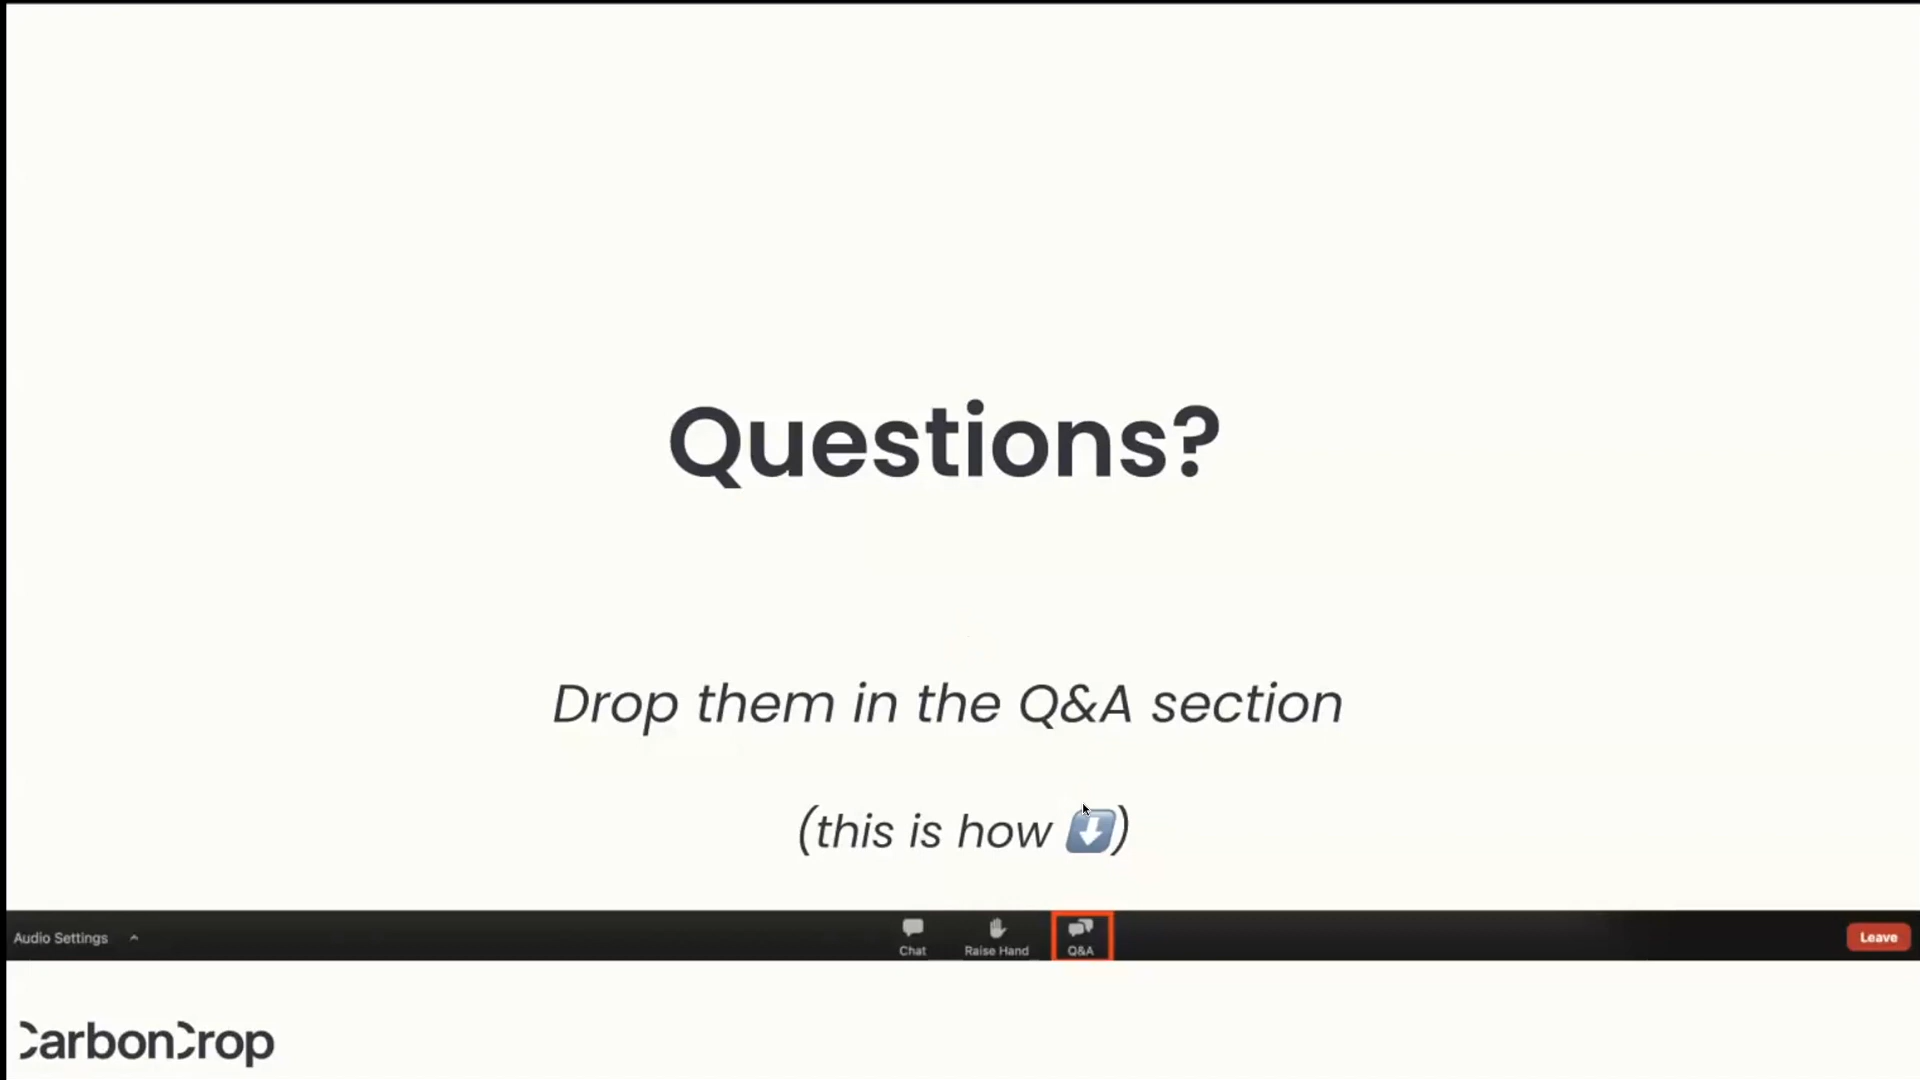 Questions?
Drop them in the Q&A section
(this is how ⬇️)
Audio Settings
Chat
Raise Hand
Q&A
Leave
CarbonCrop